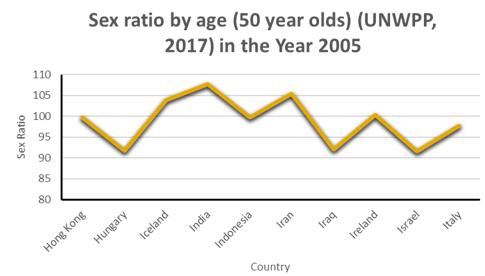 Sex ratio by age (50 year olds) (UNWPP,
2017) in the Year 2005
110
105
100
95
90
85
80
Sex Ratio
Hong Kong
Hungary
Iceland
India
Indonesia
Iran
Iraq
Ireland
Israel
Italy
Country